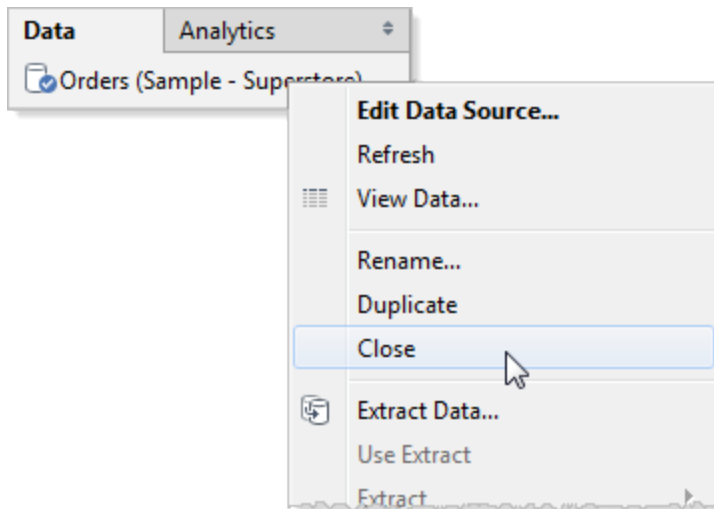 Data Analytics
Orders (Sample - Superstore)
Edit Data Source...
Refresh
View Data...
Rename...
Duplicate
Close
Extract Data...
Use Extract
Extract